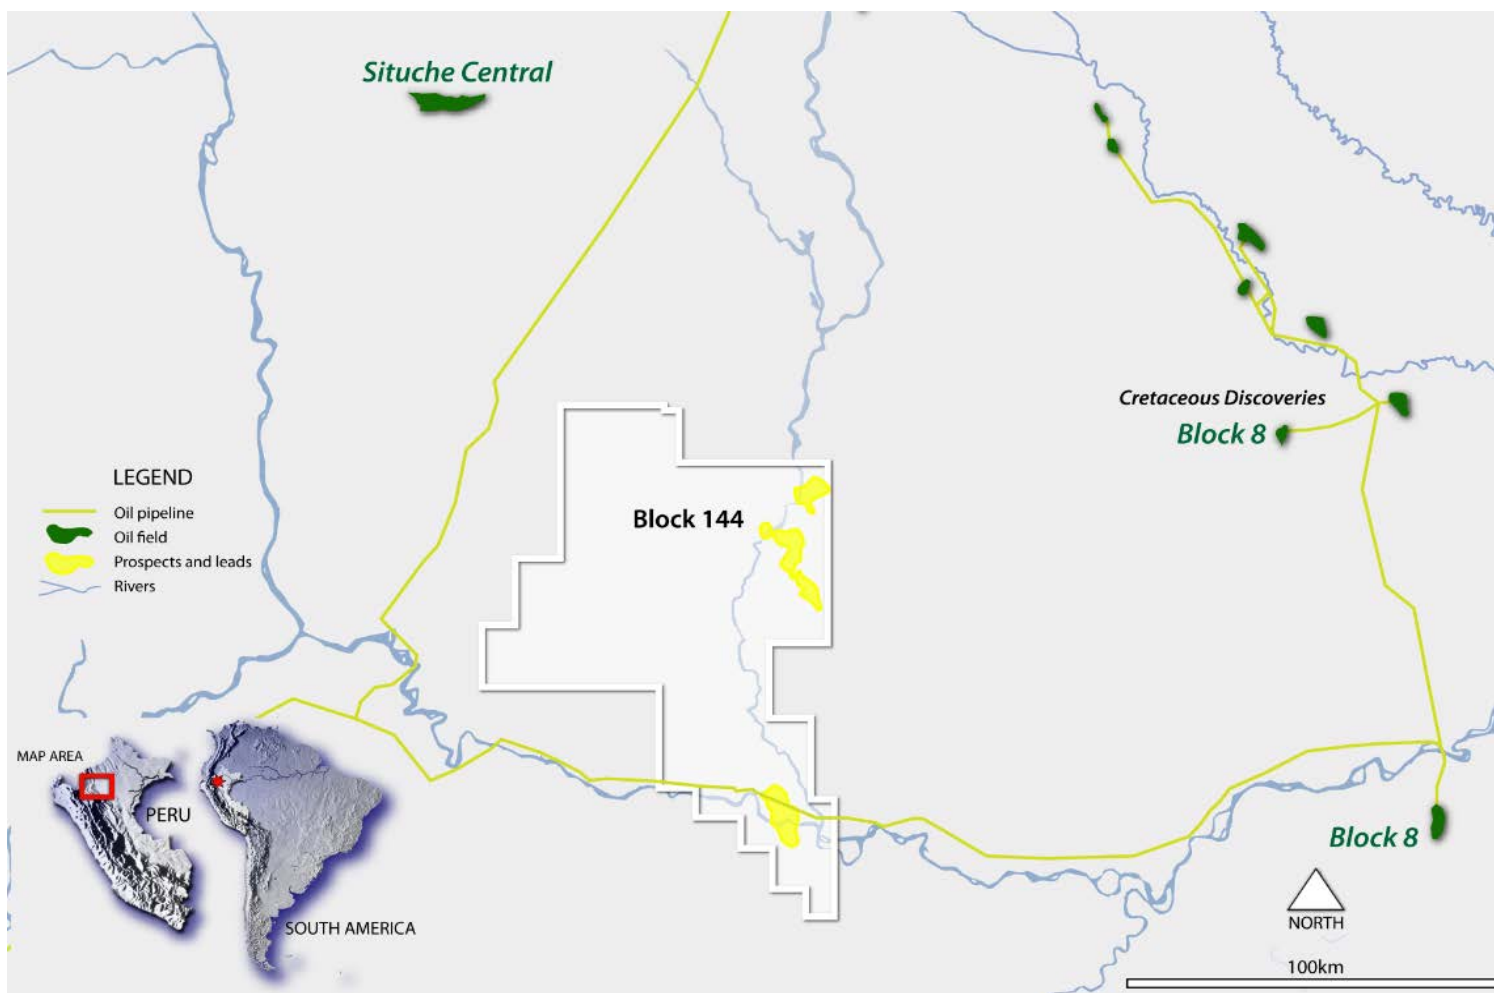 Situche Central
Cretaceous Discoveries
Block 8
LEGEND
Oil pipeline
Oil field
Prospects and leads
Rivers
Block 144
MAP AREA
PERU
SOUTH AMERICA
Block 8
NORTH
100km